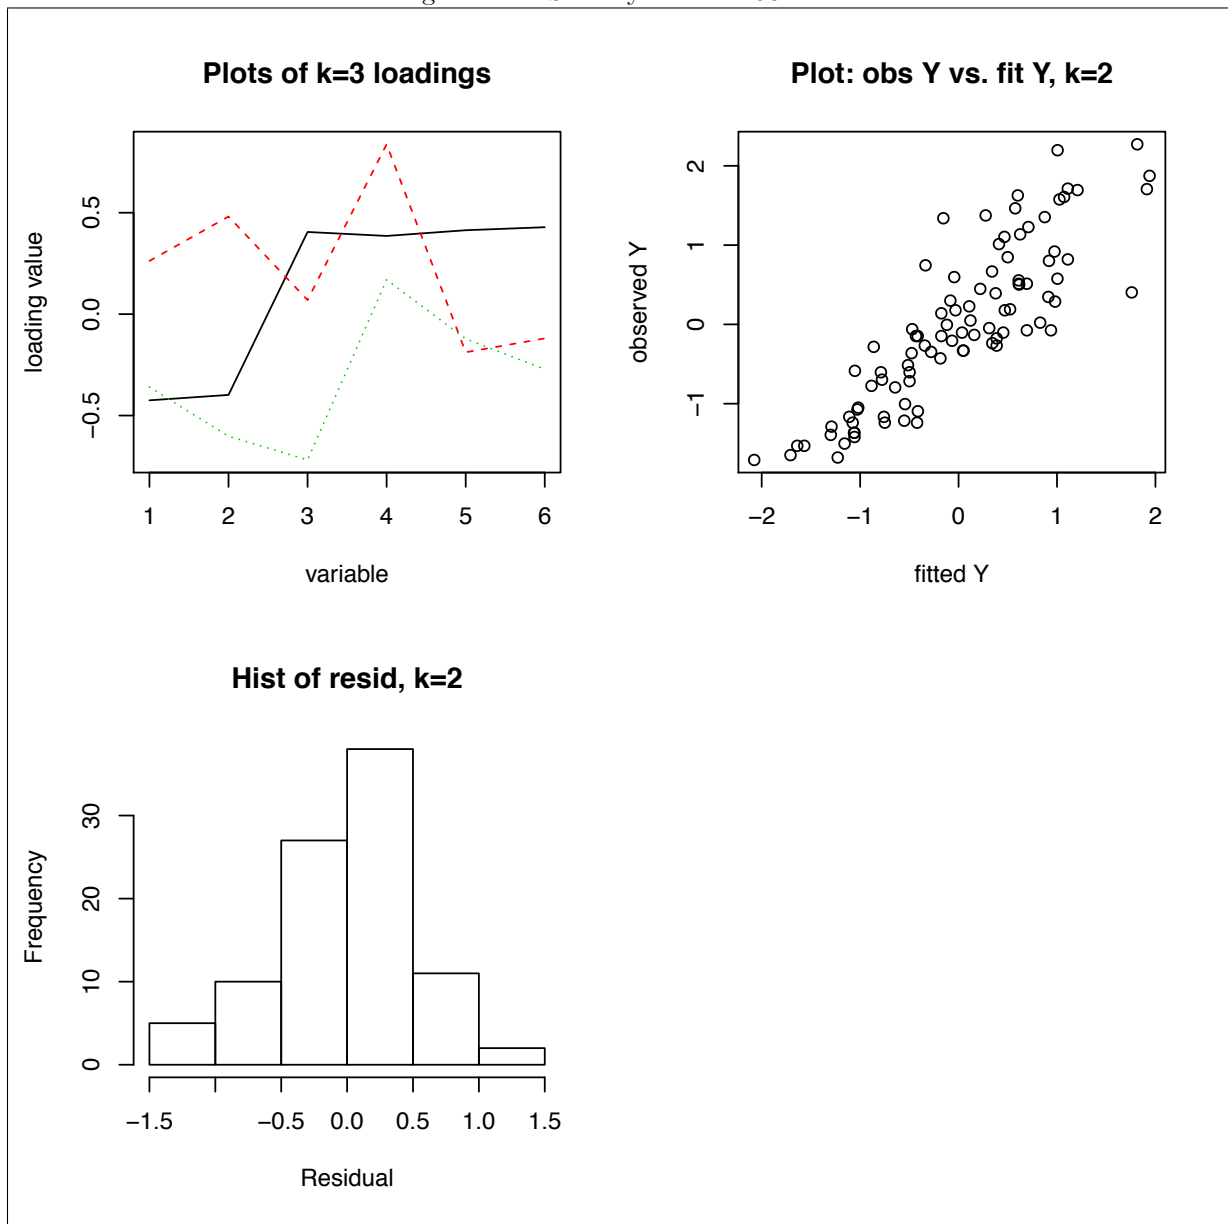 Plots of k=3 loadings
loading value
0.5
0.0
−0.5
1 2 3 4 5 6
variable
Plot: obs Y vs. fit Y, k=2
observed Y
2
1
0
−1
−2 −1 0 1 2
fitted Y
Hist of resid, k=2
Frequency
30
20
10
0
−1.5 −0.5 0.0 0.5 1.0 1.5
Residual